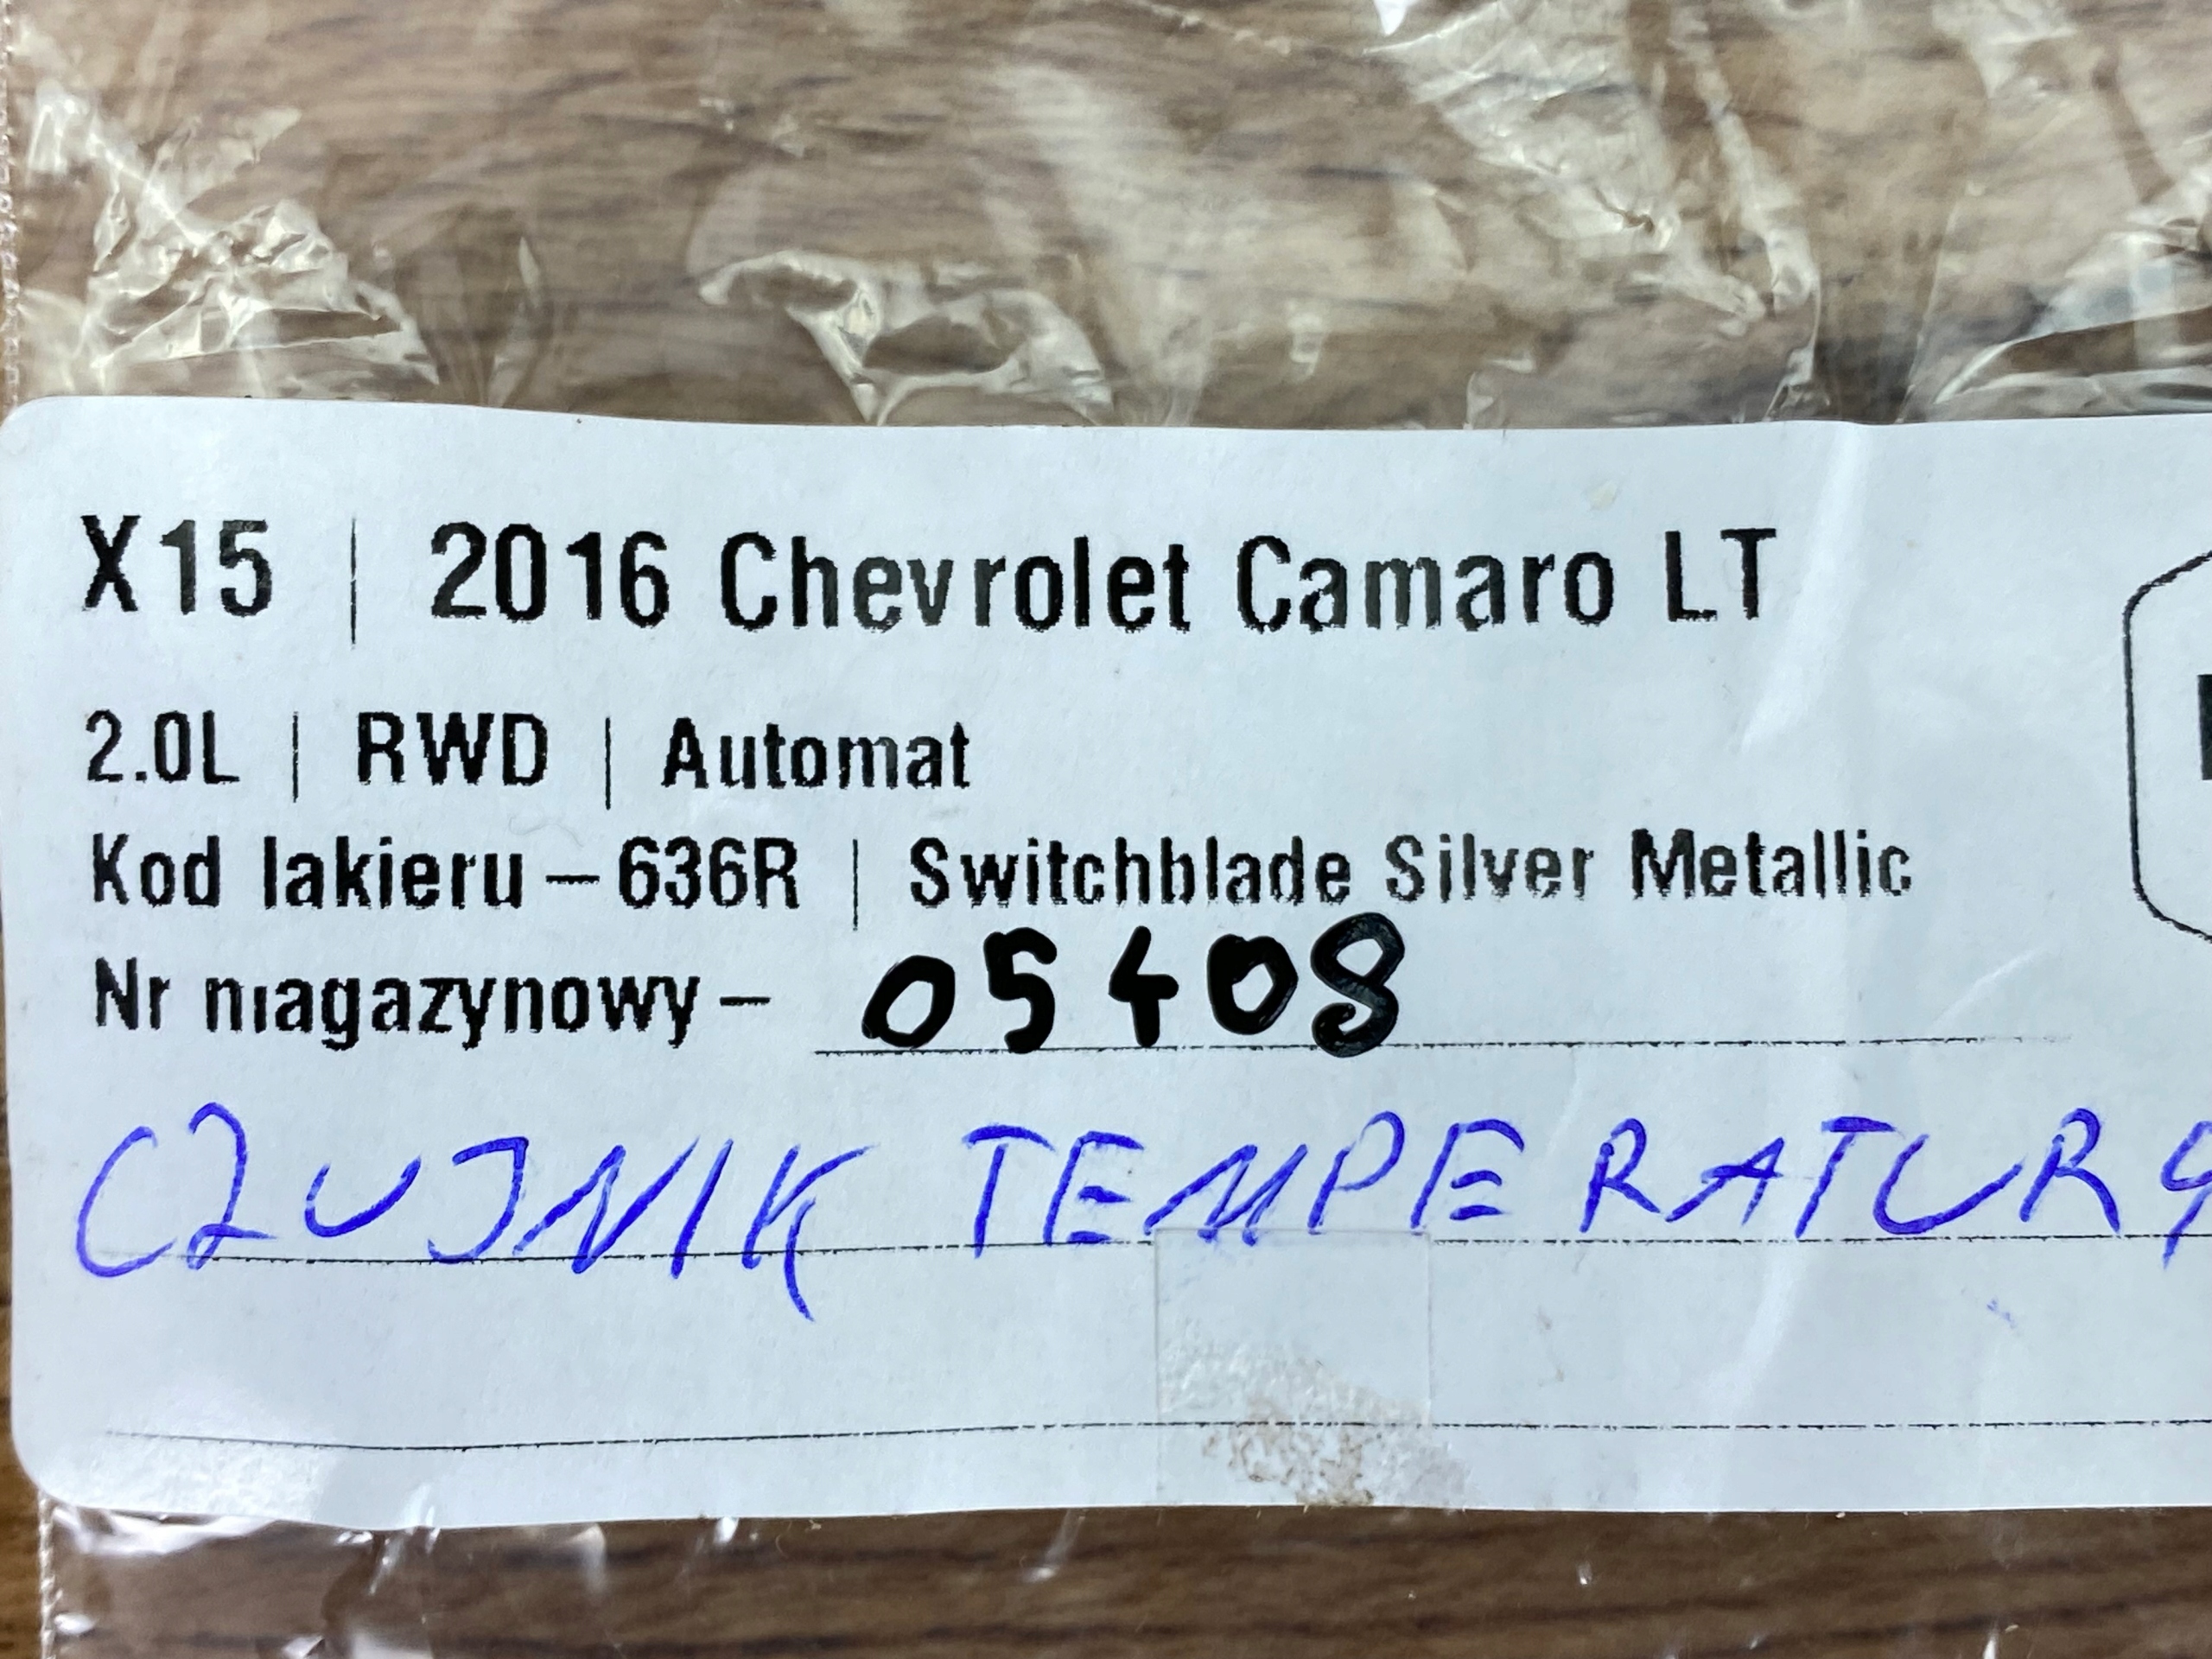 X15 | 2016 Chevrolet Camaro LT
2.0L | RWD | Automat
Kod lakieru – 636R | Switchblade Silver Metallic
Nr magazynowy – 05408
CZUJNIK TEMPERATURY